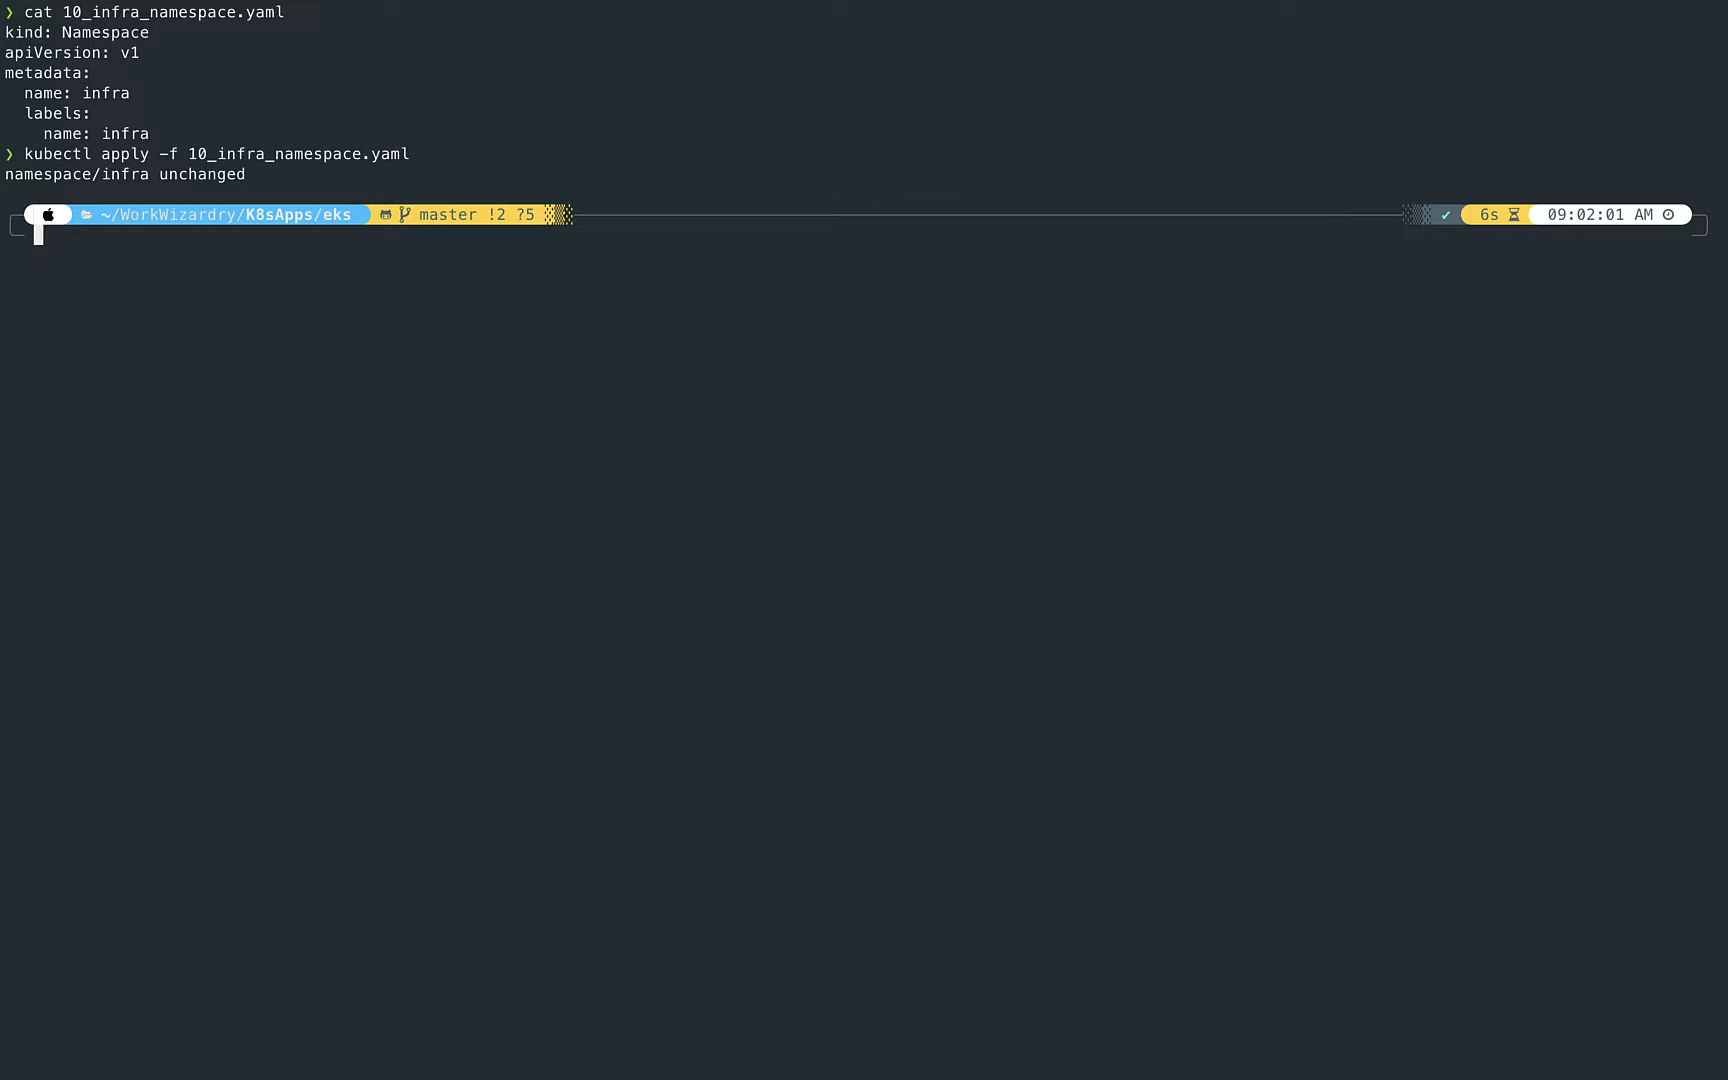 ❯ cat 10_infra_namespace.yaml
kind: Namespace
apiVersion: v1
metadata:
  name: infra
  labels:
    name: infra
❯ kubectl apply -f 10_infra_namespace.yaml
namespace/infra unchanged
~/WorkWizardry/K8sApps/eks master !2 ?5 ✔ 6s 09:02:01 AM